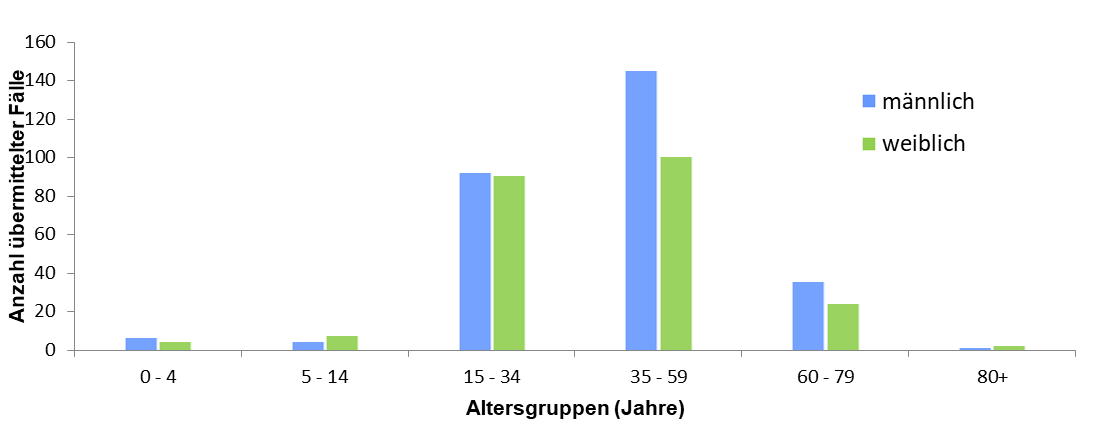 Anzahl übermittelter Fälle
160
140
120
100
80
60
40
20
0
männlich
weiblich
0 - 4
5 - 14
15 - 34
35 - 59
60 - 79
80+
Altersgruppen (Jahre)